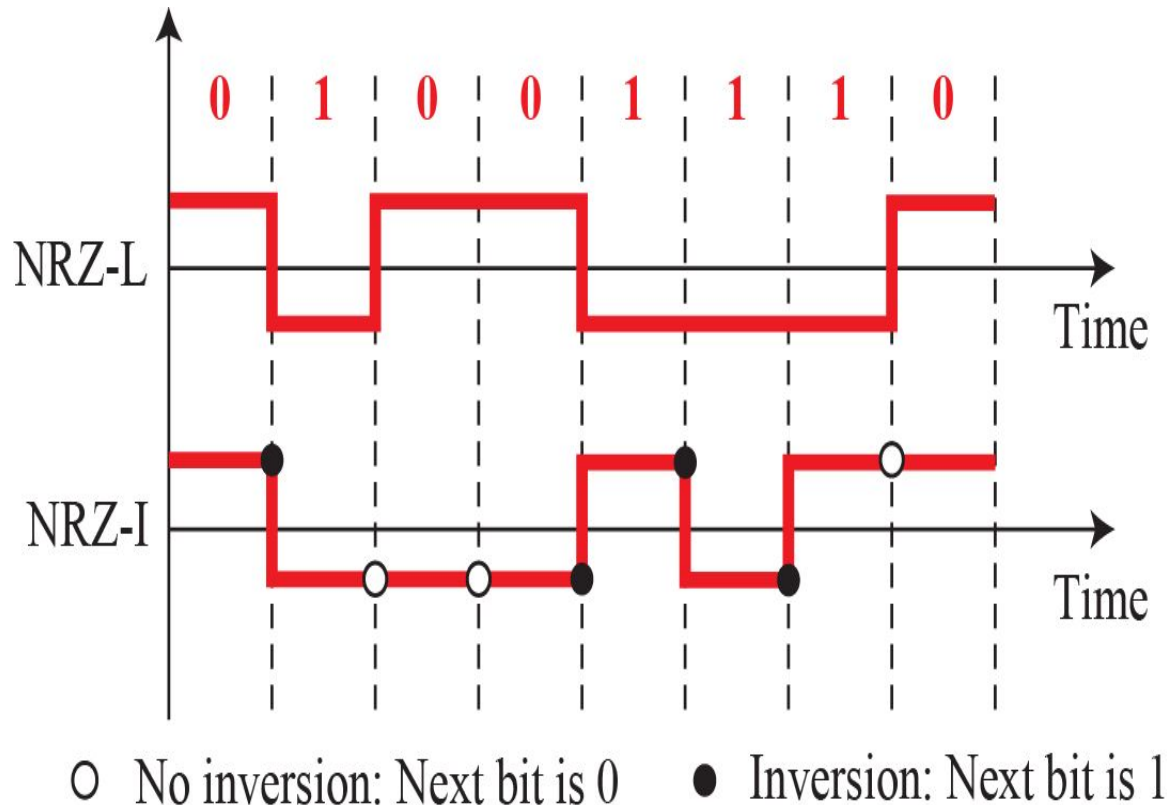 0 1 0 0 1 1 1 0
NRZ-L
Time
NRZ-I
Time
No inversion: Next bit is 0
Inversion: Next bit is 1